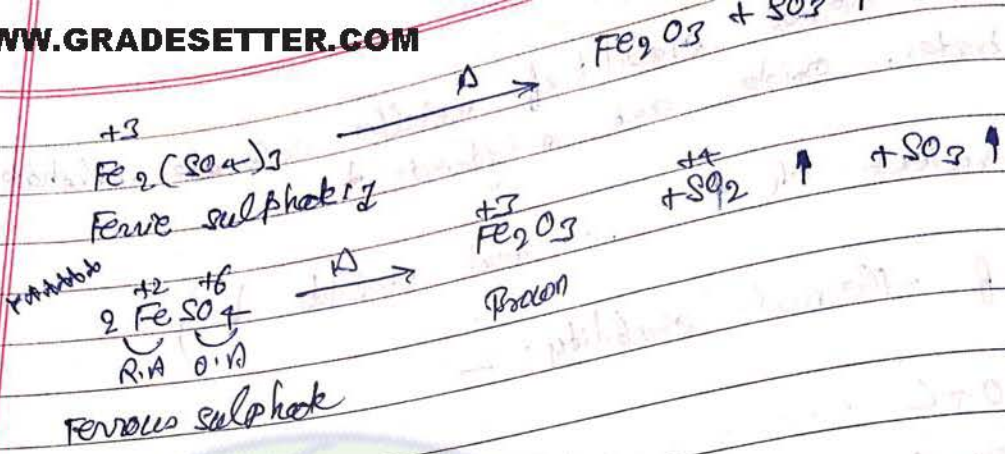 WW.GRADESETTER.COM
+3
Fe2(SO4)3 Δ→ Fe2O3 + SO3 ↑
Ferric sulphate
+2 +6 +3 +4
2 FeSO4 Δ→ Fe2O3 + SO2 ↑ + SO3 ↑
R.A O.A Brown
Ferrous sulphate